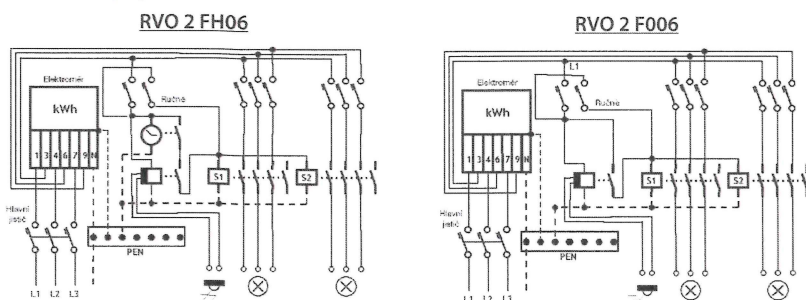 RVO 2 FH06
Elektroměr
kWh
Ručně
1 3 4 6 7 9 N
S1
S2
Hlavní
jistič
PEN
L1 L2 L3
RVO 2 F006
L1
Elektroměr
kWh
Ručně
1 3 4 6 7 9 N
S1
S2
Hlavní
jistič
PEN
L1 L2 L3